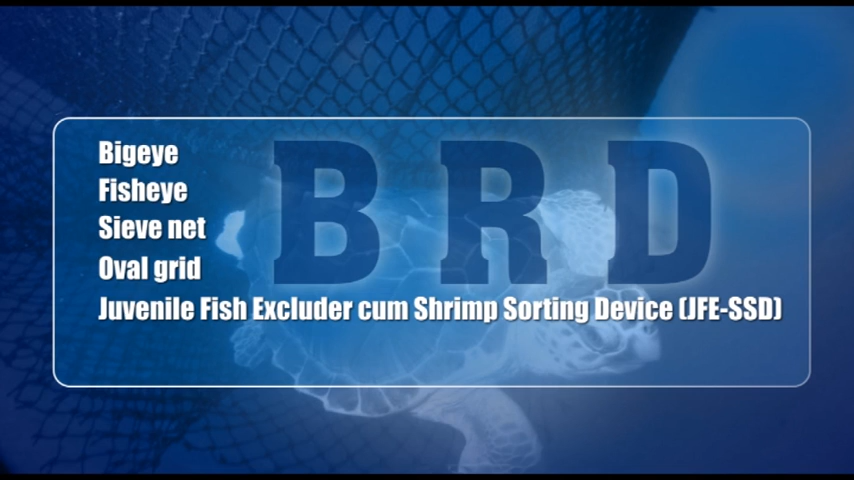 BRD
Bigeye
Fisheye
Sieve net
Oval grid
Juvenile Fish Excluder cum Shrimp Sorting Device (JFE-SSD)